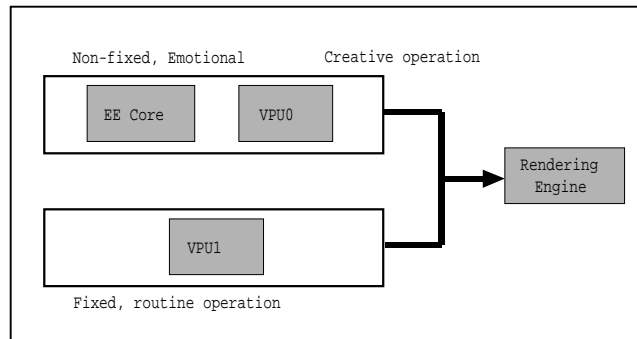 Non-fixed, Emotional
Creative operation
EE Core
VPU0
Rendering
Engine
VPU1
Fixed, routine operation